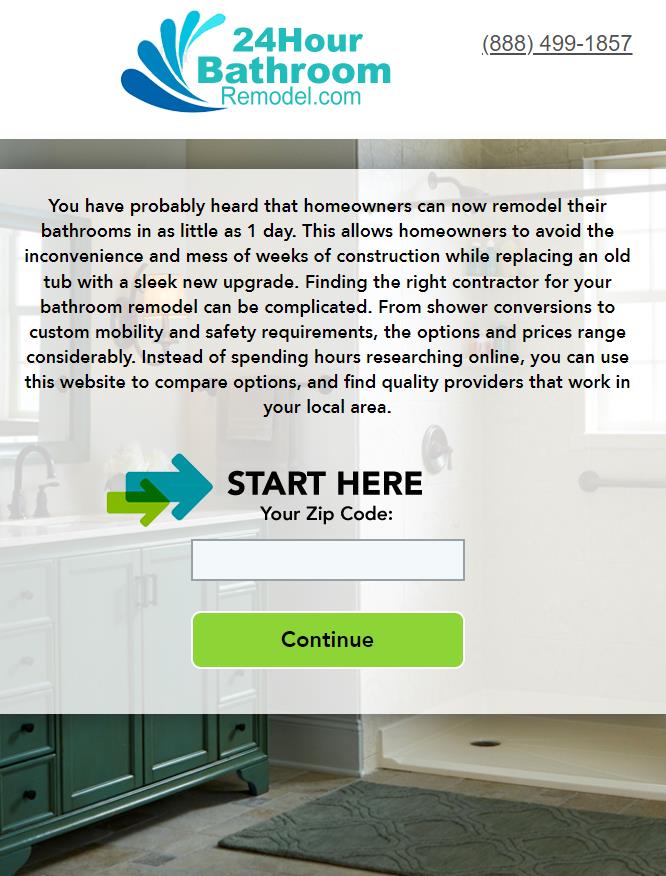 24Hour
Bathroom
Remodel.com
(888) 499-1857
You have probably heard that homeowners can now remodel their
bathrooms in as little as 1 day. This allows homeowners to avoid the
inconvenience and mess of weeks of construction while replacing an old
tub with a sleek new upgrade. Finding the right contractor for your
bathroom remodel can be complicated. From shower conversions to
custom mobility and safety requirements, the options and prices range
considerably. Instead of spending hours researching online, you can use
this website to compare options, and find quality providers that work in
your local area.
START HERE
Your Zip Code:
Continue